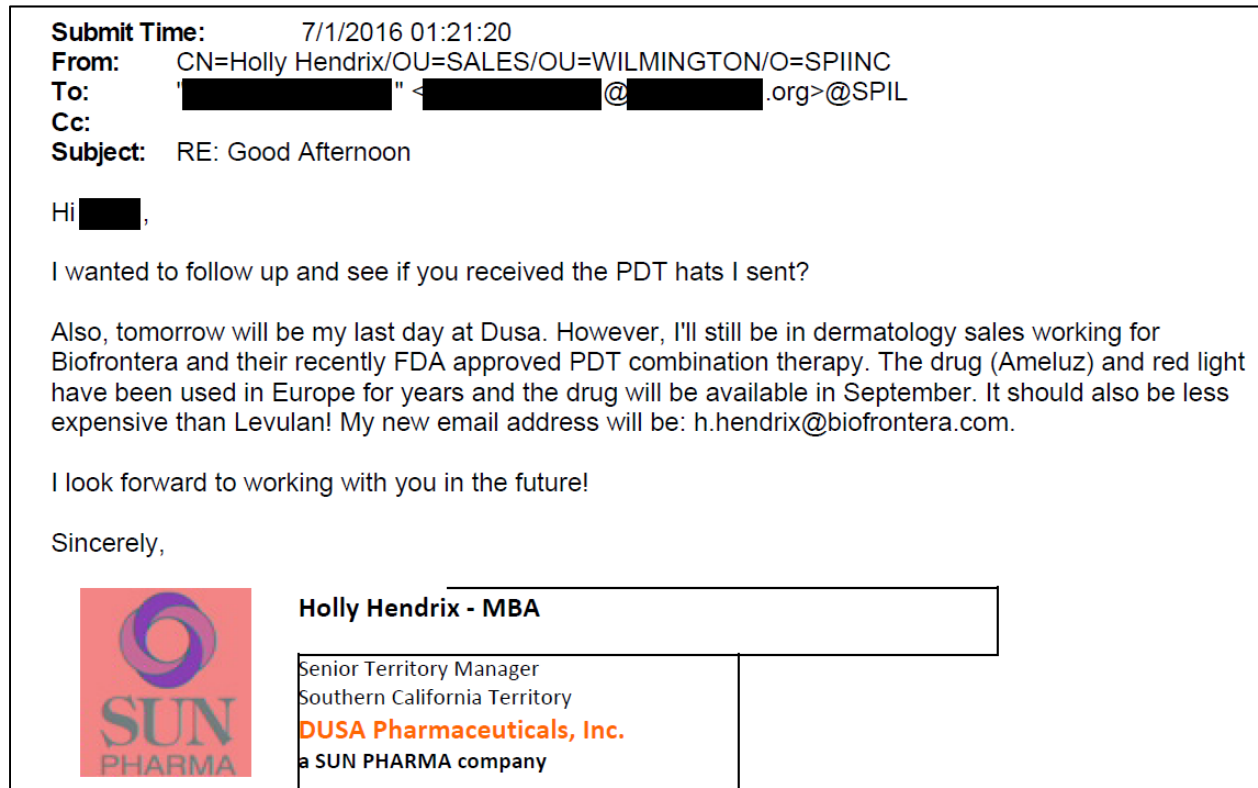 Submit Time: 7/1/2016 01:21:20
From: CN=Holly Hendrix/OU=SALES/OU=WILMINGTON/O=SPIINC
To: " " < @ .org>@SPIL
Cc:
Subject: RE: Good Afternoon
Hi ,
I wanted to follow up and see if you received the PDT hats I sent?
Also, tomorrow will be my last day at Dusa. However, I'll still be in dermatology sales working for
Biofrontera and their recently FDA approved PDT combination therapy. The drug (Ameluz) and red light
have been used in Europe for years and the drug will be available in September. It should also be less
expensive than Levulan! My new email address will be: h.hendrix@biofrontera.com.
I look forward to working with you in the future!
Sincerely,
SUN
PHARMA
Holly Hendrix - MBA
Senior Territory Manager
Southern California Territory
DUSA Pharmaceuticals, Inc.
a SUN PHARMA company